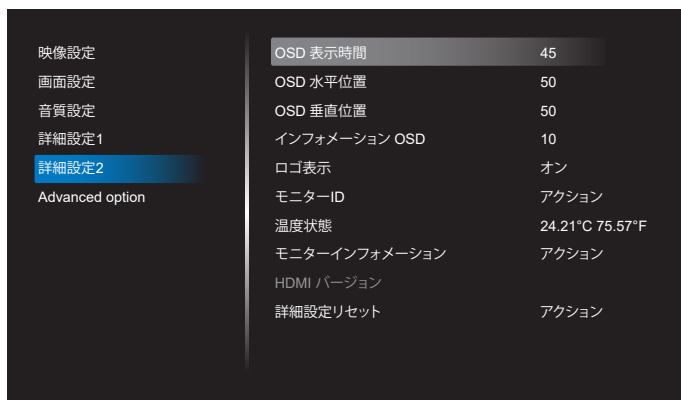 映像設定
画面設定
音質設定
詳細設定1
詳細設定2
Advanced option
OSD 表示時間 45
OSD 水平位置 50
OSD 垂直位置 50
インフォメーション OSD 10
ロゴ表示 オン
モニターID アクション
温度状態 24.21°C 75.57°F
モニターインフォメーション アクション
HDMI バージョン
詳細設定リセット アクション